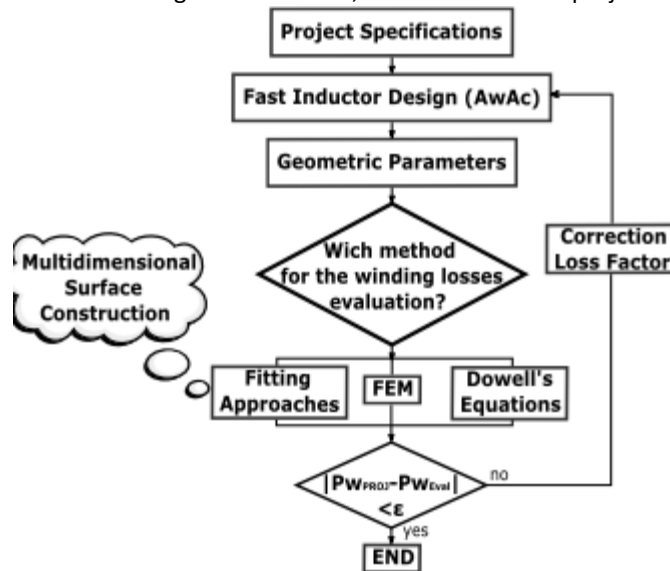 Project Specifications
Fast Inductor Design (AwAc)
Geometric Parameters
Wich method
for the winding losses
evaluation?
Correction
Loss Factor
Multidimensional
Surface
Construction
Fitting
Approaches
FEM
Dowell's
Equations
|PwPROJ-PwEval|
<ε
no
yes
END